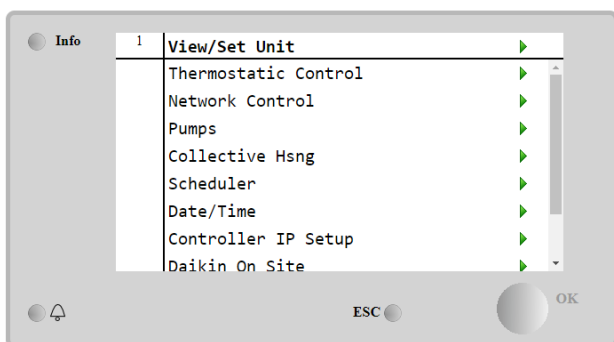 Info
1 View/Set Unit
Thermostatic Control
Network Control
Pumps
Collective Hsng
Scheduler
Date/Time
Controller IP Setup
Daikin On Site
ESC OK